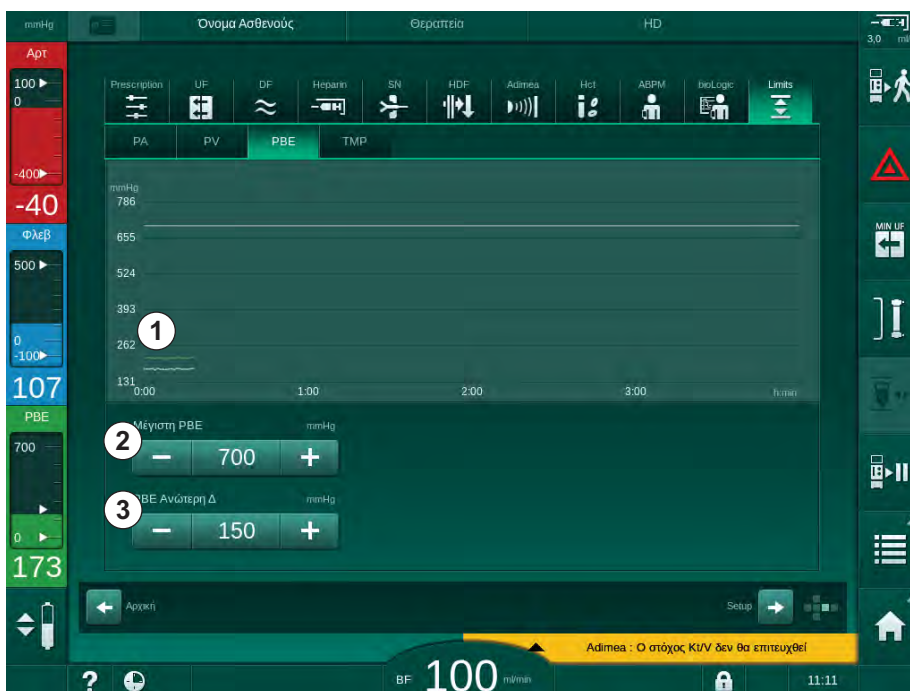 mmHg
Όνομα Ασθενούς
Θεραπεία
HD
3,0 ml/
Αρτ
100
0
-400
-40
Φλεβ
500
0
-100
107
PBE
700
0
173
Prescription
UF
DF
Heparin
SN
HDF
Adimea
Hct
ABPM
bioLogic
Limits
PA
PV
PBE
TMP
mmHg
786
655
524
393
262
131
0:00
1:00
2:00
3:00
h:min
1
2
Μέγιστη PBE
mmHg
− 700 +
3
PBE Ανώτερη Δ
mmHg
− 150 +
MIN UF
Αρχική
Setup
Adimea : Ο στόχος Kt/V δεν θα επιτευχθεί
?
BF 100 ml/min
11:11